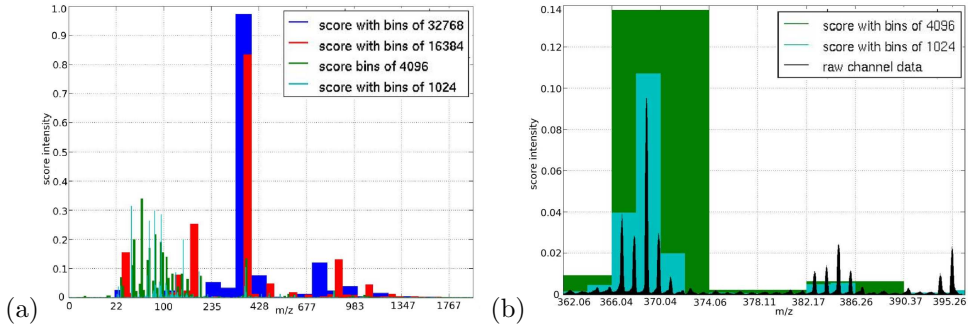 (a)
score intensity
1.0
0.9
0.8
0.7
0.6
0.5
0.4
0.3
0.2
0.1
0.0
score with bins of 32768
score with bins of 16384
score bins of 4096
score with bins of 1024
0 22 100 235 428 677 983 1347 1767
m/z
(b)
score intensity
0.14
0.12
0.10
0.08
0.06
0.04
0.02
0.00
score with bins of 4096
score with bins of 1024
raw channel data
362.06 366.04 370.04 374.06 378.11 382.17 386.26 390.37 395.26
m/z